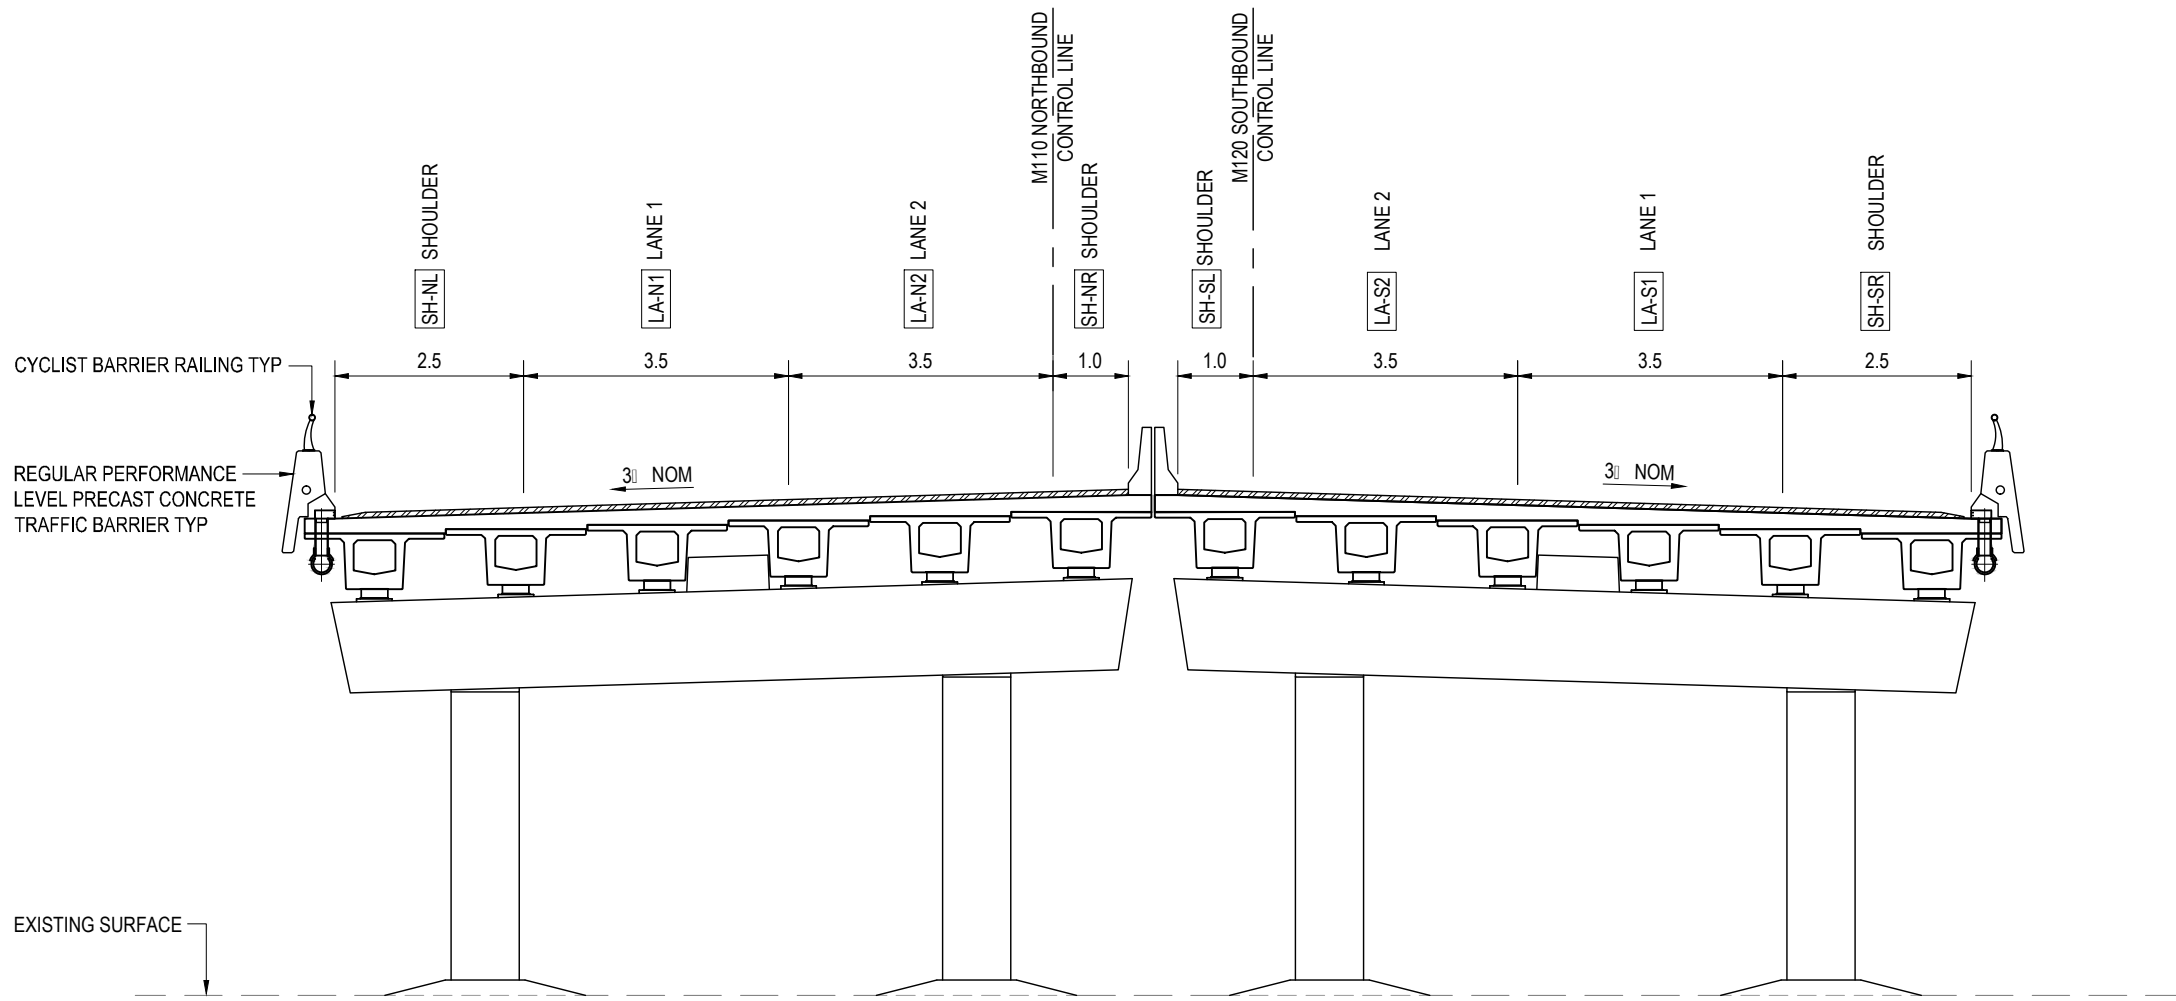 M110 NORTHBOUND
CONTROL LINE
M120 SOUTHBOUND
CONTROL LINE
SH-NL SHOULDER
LA-N1 LANE 1
LA-N2 LANE 2
SH-NR SHOULDER
SH-SL SHOULDER
LA-S2 LANE 2
LA-S1 LANE 1
SH-SR SHOULDER
2.5 3.5 3.5 1.0 1.0 3.5 3.5 2.5
CYCLIST BARRIER RAILING TYP
REGULAR PERFORMANCE
LEVEL PRECAST CONCRETE
TRAFFIC BARRIER TYP
3 NOM
3 NOM
EXISTING SURFACE